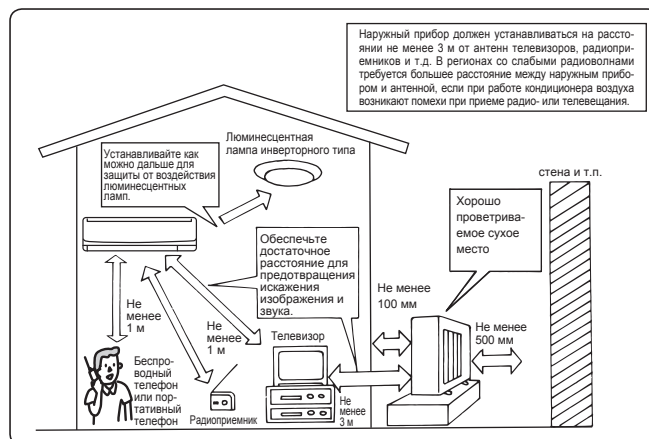 Наружный прибор должен устанавливаться на рассто-
янии не менее 3 м от антенн телевизоров, радиопри-
емников и т.д. В регионах со слабыми радиоволнами
требуется большее расстояние между наружным прибо-
ром и антенной, если при работе кондиционера воздуха
возникают помехи при приеме радио- или телевещания.
Люминесцентная
лампа инверторного типа
Устанавливайте как
можно дальше для
защиты от воздействия
люминесцентных
ламп.
стена и т.п.
Хорошо
проветрива-
емое сухое
место
Обеспечьте
достаточное
расстояние для
предотвращения
искажения
изображения и
звука.
Не менее
100 мм
Не
менее
1 м
Не
менее
1 м
Телевизор
Не менее
500 мм
Беспро-
водный
телефон
или пор-
тативный
телефон
Радиоприемник
Не
менее
3 м